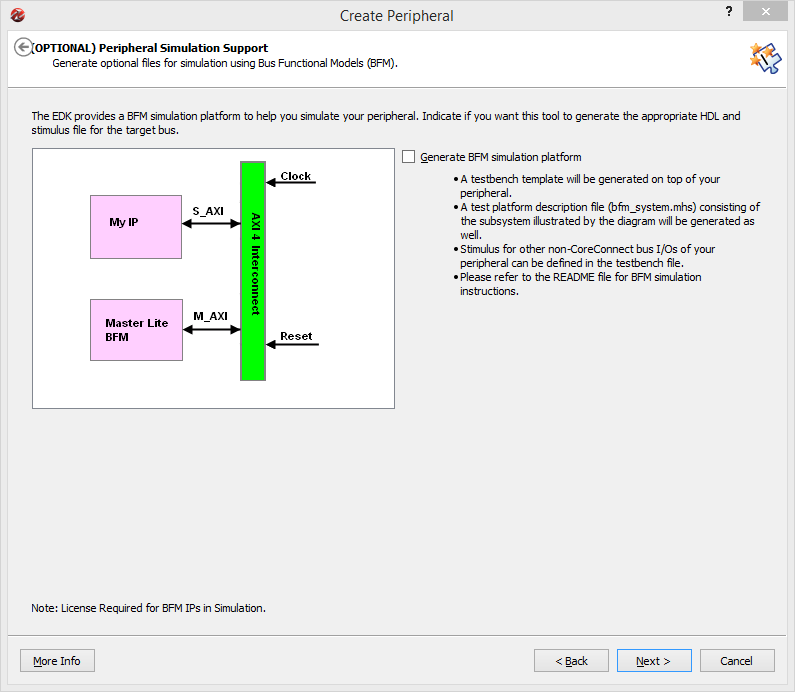 Create Peripheral
?
(OPTIONAL) Peripheral Simulation Support
Generate optional files for simulation using Bus Functional Models (BFM).
The EDK provides a BFM simulation platform to help you simulate your peripheral. Indicate if you want this tool to generate the appropriate HDL and
stimulus file for the target bus.
My IP
S_AXI
Master Lite
BFM
M_AXI
AXI 4 Interconnect
Clock
Reset
Generate BFM simulation platform
•A testbench template will be generated on top of your
peripheral.
•A test platform description file (bfm_system.mhs) consisting of
the subsystem illustrated by the diagram will be generated as
well.
•Stimulus for other non-CoreConnect bus I/Os of your
peripheral can be defined in the testbench file.
•Please refer to the README file for BFM simulation
instructions.
Note: License Required for BFM IPs in Simulation.
More Info
< Back
Next >
Cancel